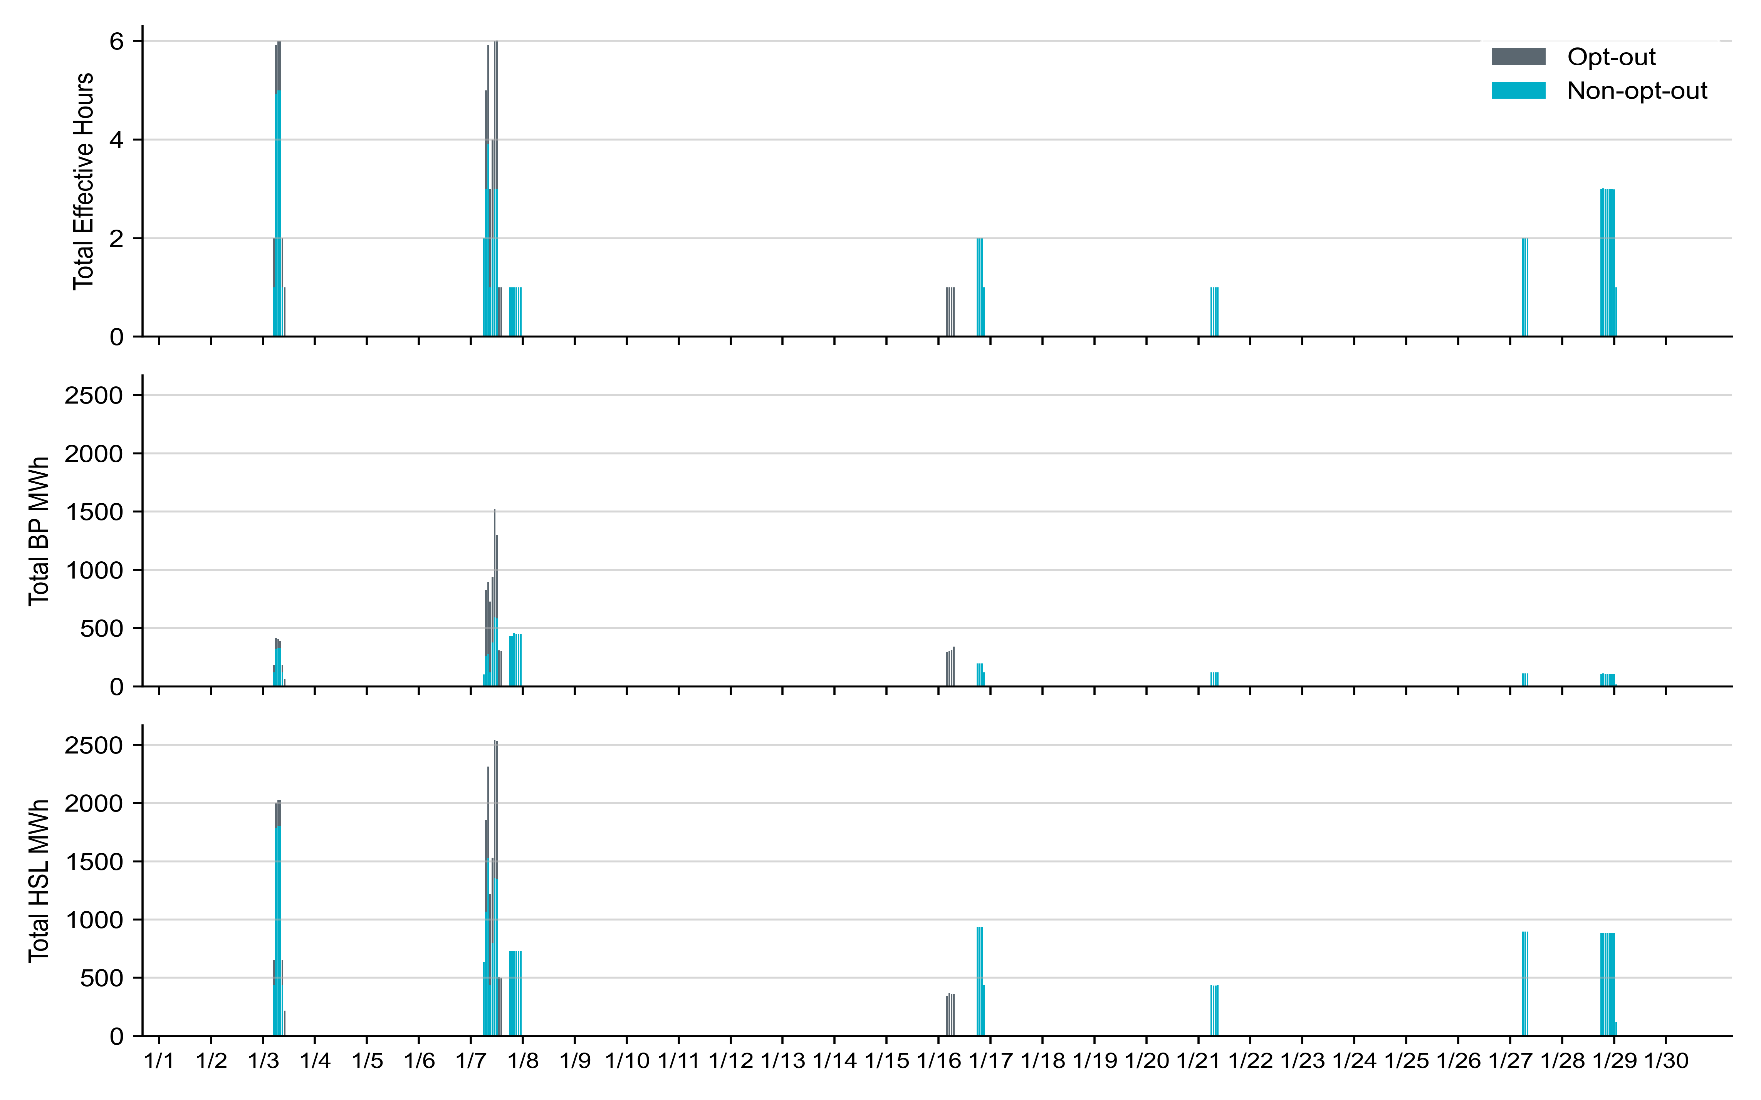 Total Effective Hours
6
4
2
0
Opt-out
Non-opt-out
Total BP MWh
2500
2000
1500
1000
500
0
Total HSL MWh
2500
2000
1500
1000
500
0
1/1 1/2 1/3 1/4 1/5 1/6 1/7 1/8 1/9 1/10 1/11 1/12 1/13 1/14 1/15 1/16 1/17 1/18 1/19 1/20 1/21 1/22 1/23 1/24 1/25 1/26 1/27 1/28 1/29 1/30